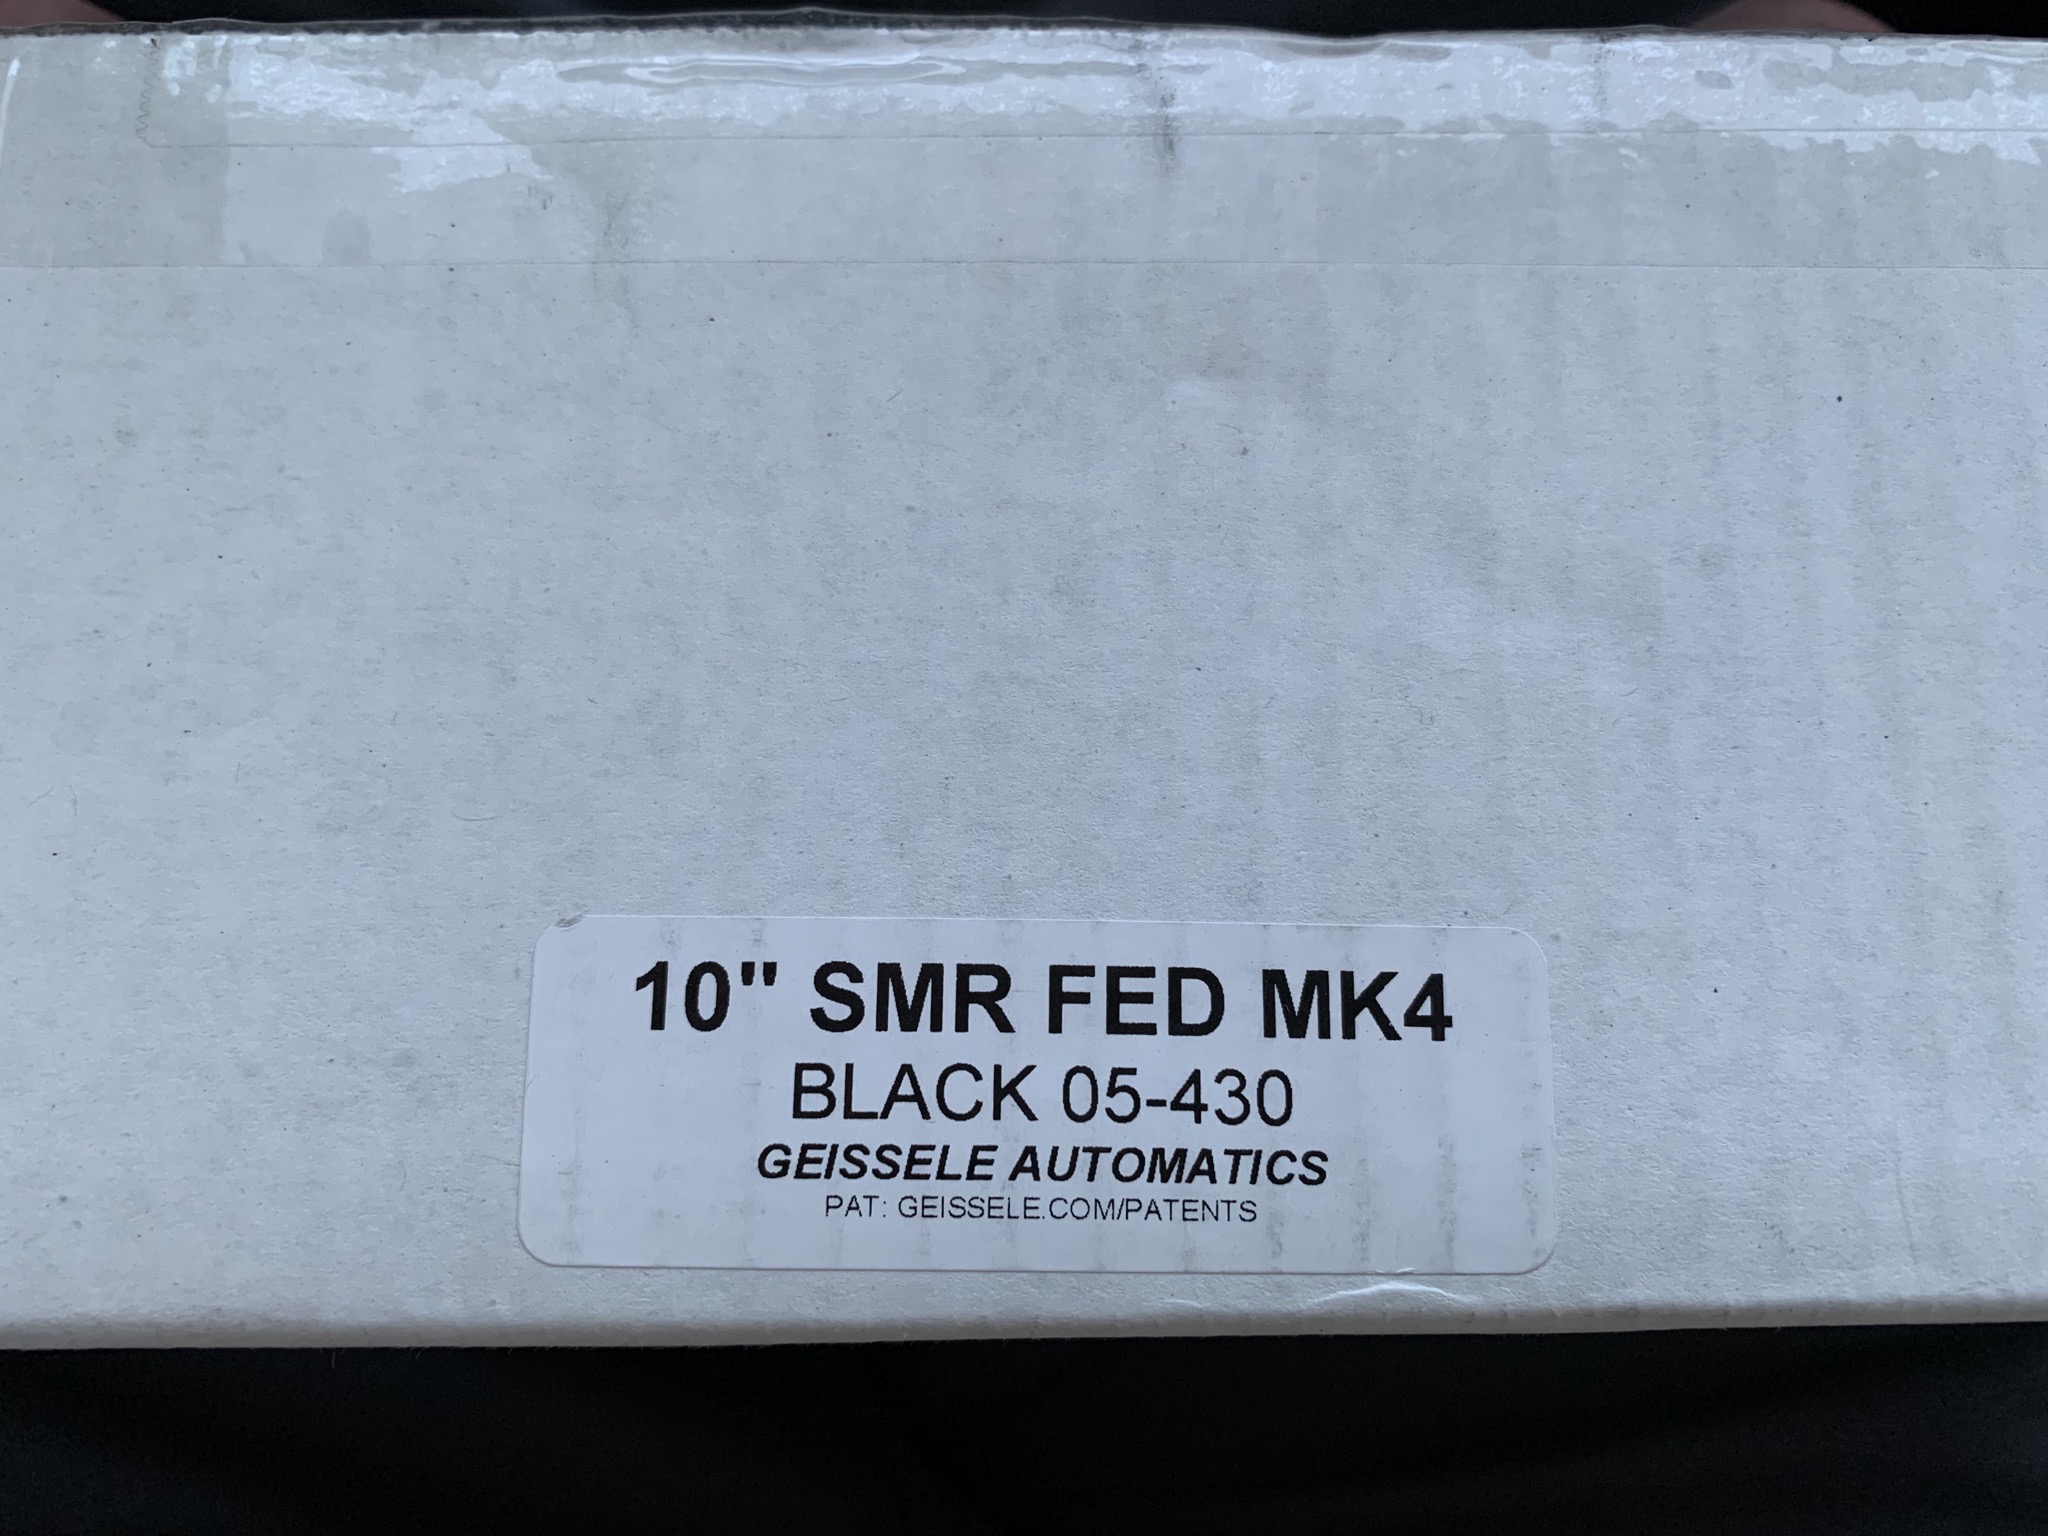 10" SMR FED MK4
BLACK 05-430
GEISSELE AUTOMATICS
PAT: GEISSELE.COM/PATENTS